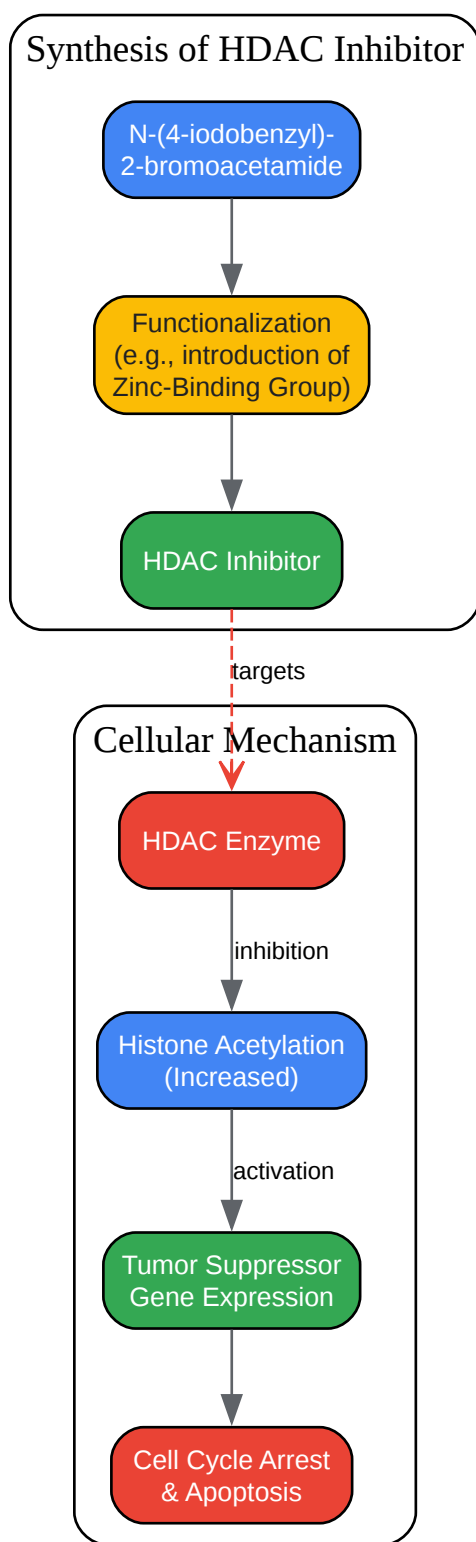 Synthesis of HDAC Inhibitor
N-(4-iodobenzyl)-
2-bromoacetamide
Functionalization
(e.g., introduction of
Zinc-Binding Group)
HDAC Inhibitor
targets
Cellular Mechanism
HDAC Enzyme
inhibition
Histone Acetylation
(Increased)
activation
Tumor Suppressor
Gene Expression
Cell Cycle Arrest
& Apoptosis